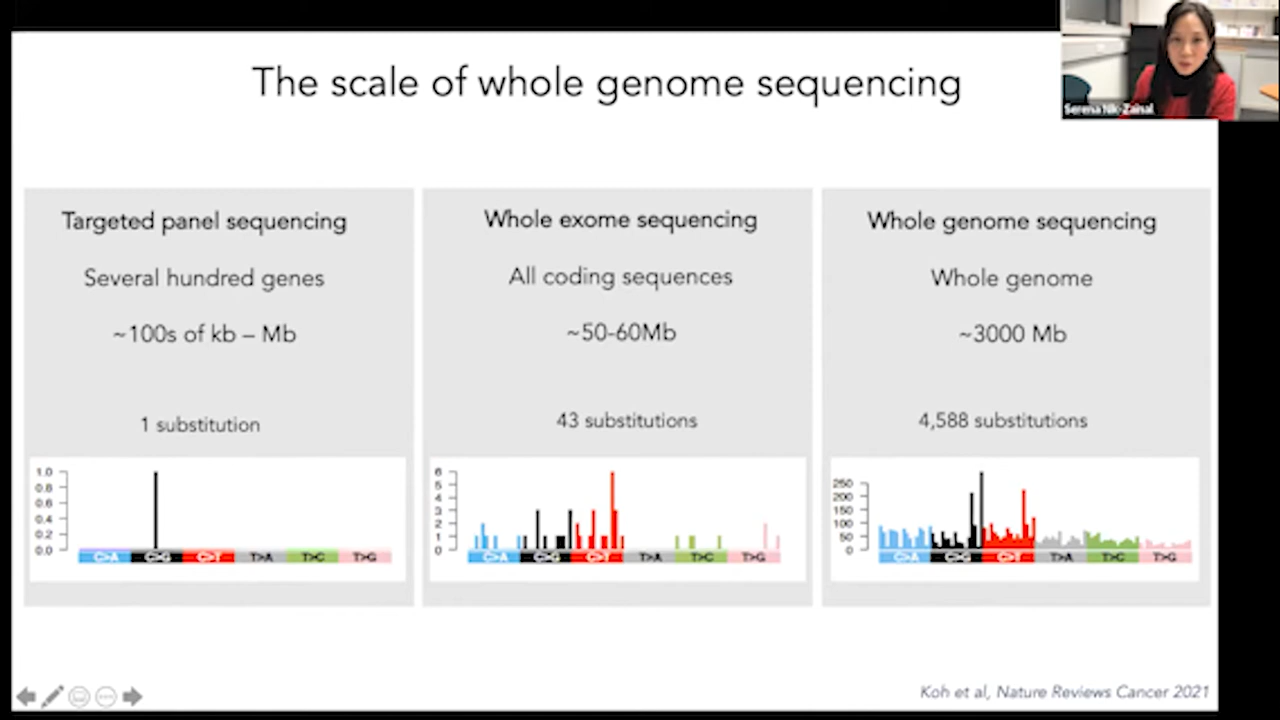 The scale of whole genome sequencing
Serena Nik-Zainal
Targeted panel sequencing
Several hundred genes
~100s of kb – Mb
1 substitution
1.0
0.8
0.6
0.4
0.2
0.0
C>A C>G C>T T>A T>C T>G
Whole exome sequencing
All coding sequences
~50-60Mb
43 substitutions
6
5
4
3
2
1
0
C>A C>G C>T T>A T>C T>G
Whole genome sequencing
Whole genome
~3000 Mb
4,588 substitutions
250
200
150
100
50
0
C>A C>G C>T T>A T>C T>G
Koh et al, Nature Reviews Cancer 2021